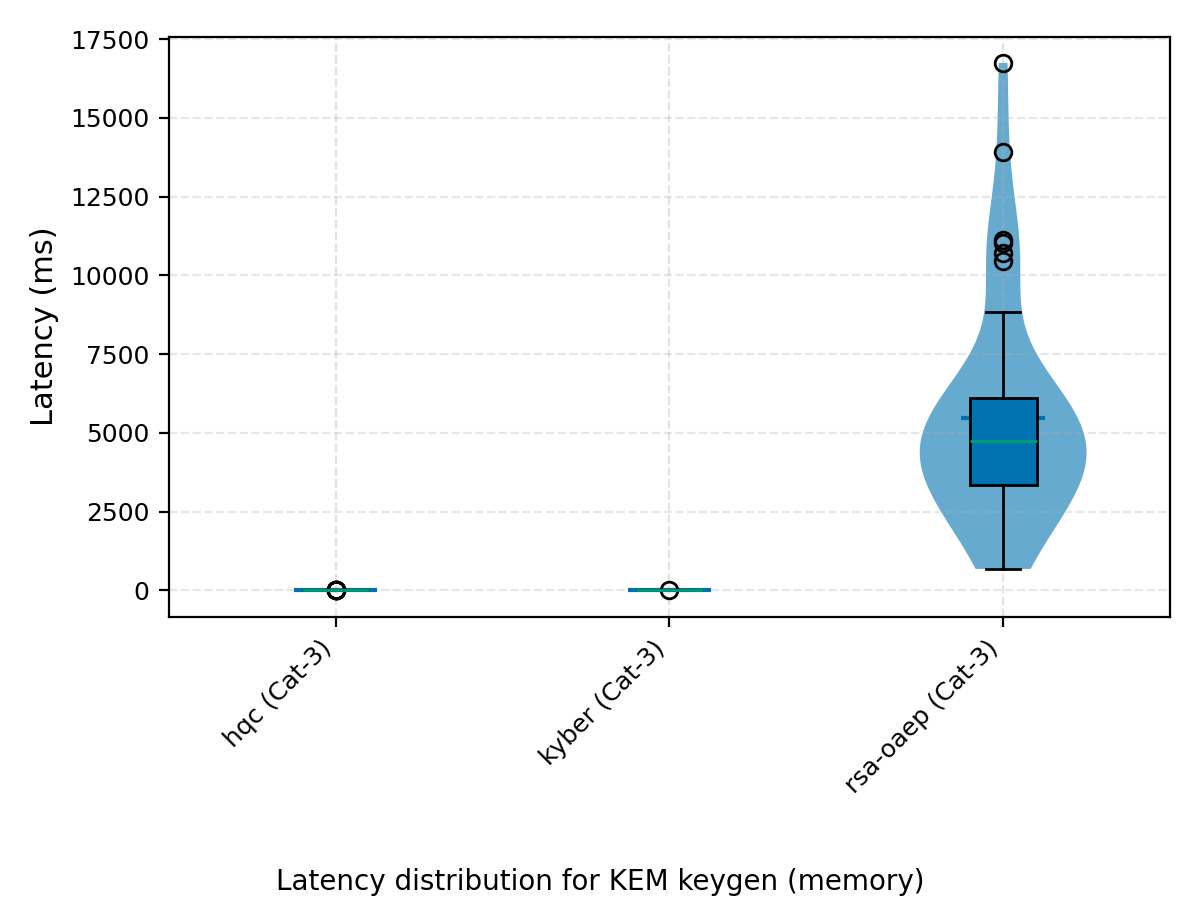 17500
15000
12500
10000
7500
5000
2500
0
Latency (ms)
hqc (Cat-3)
kyber (Cat-3)
rsa-oaep (Cat-3)
Latency distribution for KEM keygen (memory)